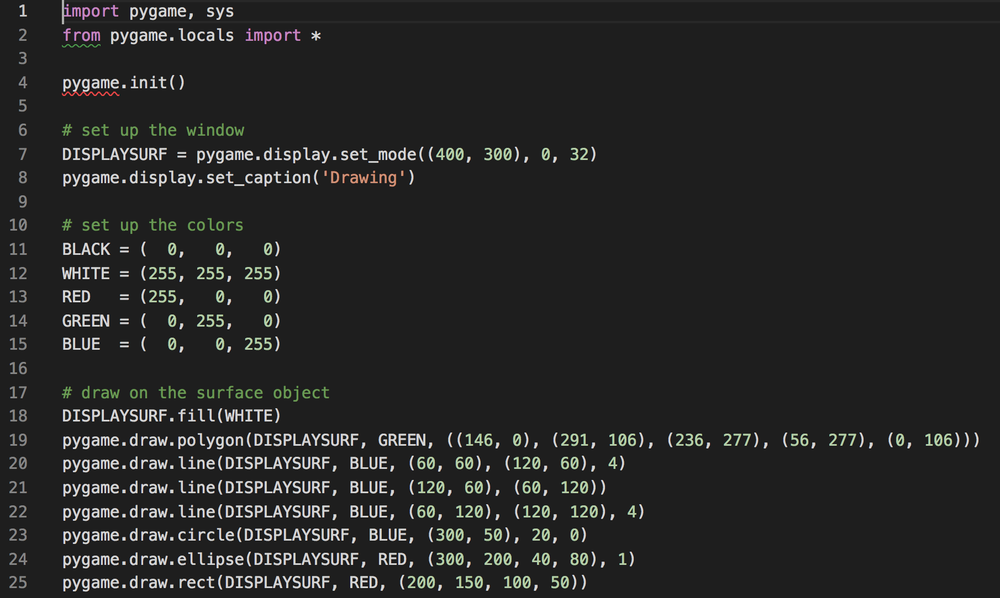 1 import pygame, sys
2 from pygame.locals import *
3
4 pygame.init()
5
6 # set up the window
7 DISPLAYSURF = pygame.display.set_mode((400, 300), 0, 32)
8 pygame.display.set_caption('Drawing')
9
10 # set up the colors
11 BLACK = (  0,   0,   0)
12 WHITE = (255, 255, 255)
13 RED   = (255,   0,   0)
14 GREEN = (  0, 255,   0)
15 BLUE  = (  0,   0, 255)
16
17 # draw on the surface object
18 DISPLAYSURF.fill(WHITE)
19 pygame.draw.polygon(DISPLAYSURF, GREEN, ((146, 0), (291, 106), (236, 277), (56, 277), (0, 106)))
20 pygame.draw.line(DISPLAYSURF, BLUE, (60, 60), (120, 60), 4)
21 pygame.draw.line(DISPLAYSURF, BLUE, (120, 60), (60, 120))
22 pygame.draw.line(DISPLAYSURF, BLUE, (60, 120), (120, 120), 4)
23 pygame.draw.circle(DISPLAYSURF, BLUE, (300, 50), 20, 0)
24 pygame.draw.ellipse(DISPLAYSURF, RED, (300, 200, 40, 80), 1)
25 pygame.draw.rect(DISPLAYSURF, RED, (200, 150, 100, 50))